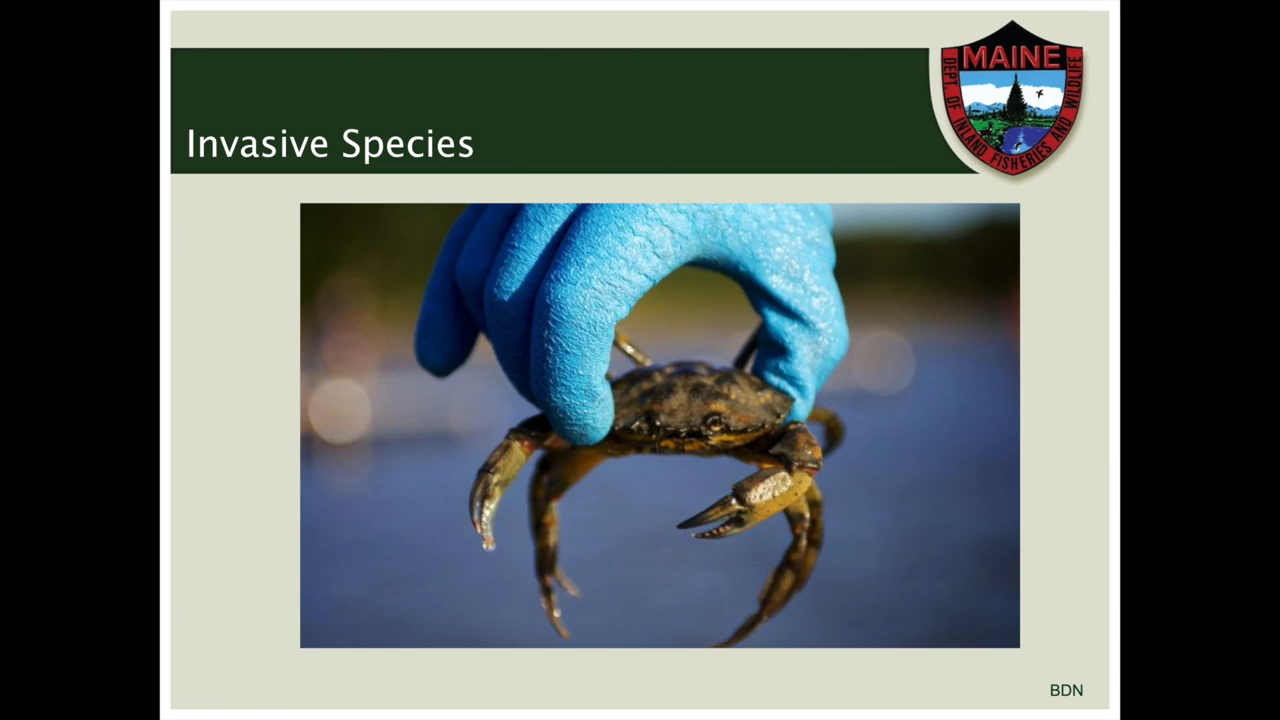 Invasive Species
MAINE
DEPT. OF INLAND FISHERIES AND WILDLIFE
BDN